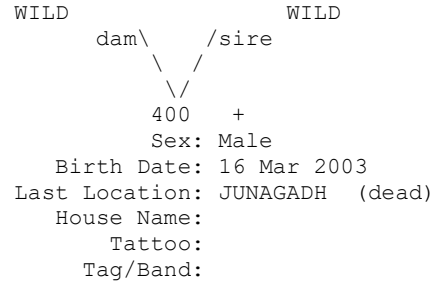 WILD                  WILD
      dam\     /sire
          \  /
           \/
          400   +
          Sex: Male
   Birth Date: 16 Mar 2003
Last Location: JUNAGADH  (dead)
   House Name:
       Tattoo:
     Tag/Band: